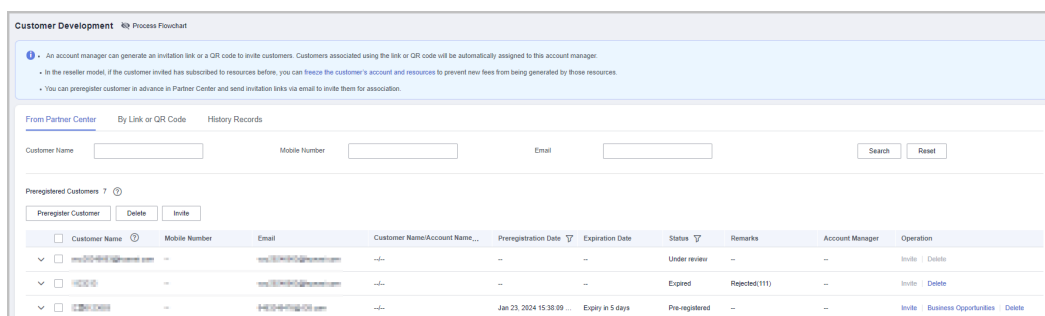 Customer Development Process Flowchart
An account manager can generate an invitation link or a QR code to invite customers. Customers associated using the link or QR code will be automatically assigned to this account manager.
In the reseller model, if the customer invited has subscribed to resources before, you can freeze the customer's account and resources to prevent new fees from being generated by those resources.
You can preregister customer in advance in Partner Center and send invitation links via email to invite them for association.
From Partner Center By Link or QR Code History Records
Customer Name Mobile Number Email Search Reset
Preregistered Customers 7
Preregister Customer Delete Invite
Customer Name Mobile Number Email Customer Name/Account Name... Preregistration Date Expiration Date Status Remarks Account Manager Operation
-- --/-- -- -- Under review -- -- Invite | Delete
-- --/-- -- -- Expired Rejected(111) -- Invite | Delete
-- --/-- Jan 23, 2024 15:38:09 ... Expiry in 5 days Pre-registered -- -- Invite | Business Opportunities | Delete